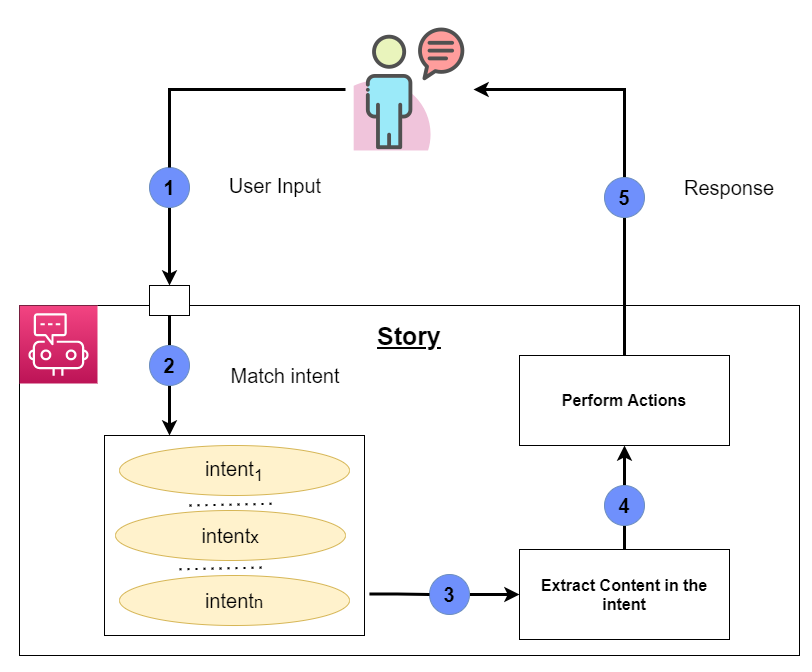 1
User Input
5
Response
Story
2
Match intent
Perform Actions
intent1
intentx
intentn
3
4
Extract Content in the
intent